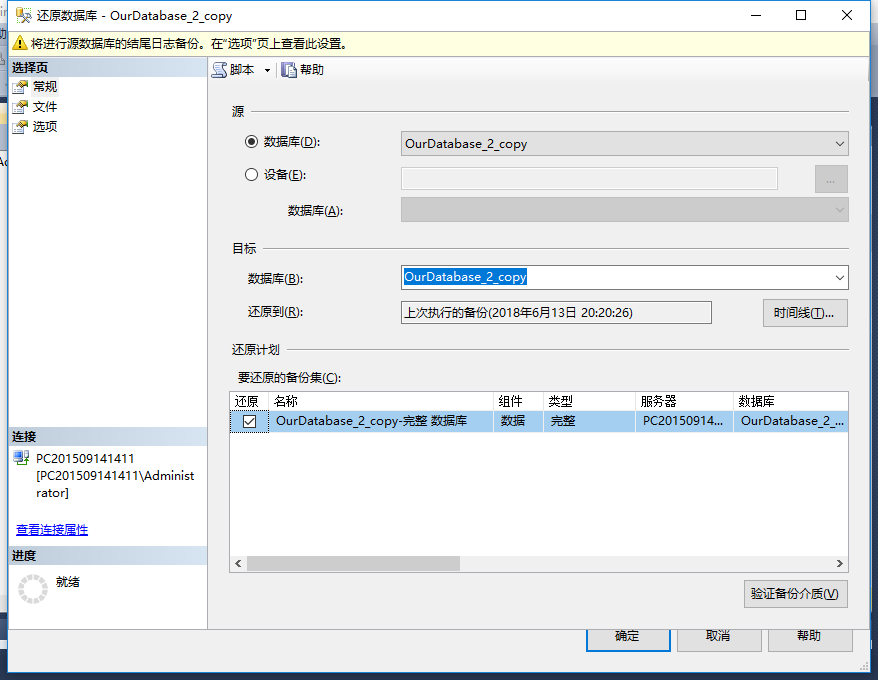 还原数据库 - OurDatabase_2_copy
将进行源数据库的结尾日志备份。在“选项”页上查看此设置。
选择页
常规
文件
选项
脚本
帮助
源
数据库(D):
OurDatabase_2_copy
设备(E):
...
数据库(A):
目标
数据库(B):
OurDatabase_2_copy
还原到(R):
上次执行的备份(2018年6月13日 20:20:26)
时间线(T)...
还原计划
要还原的备份集(C):
还原 名称 组件 类型 服务器 数据库
OurDatabase_2_copy-完整 数据库 数据 完整 PC20150914... OurDatabase_2_...
连接
PC201509141411
[PC201509141411\Administ
rator]
查看连接属性
进度
就绪
验证备份介质(V)
确定
取消
帮助